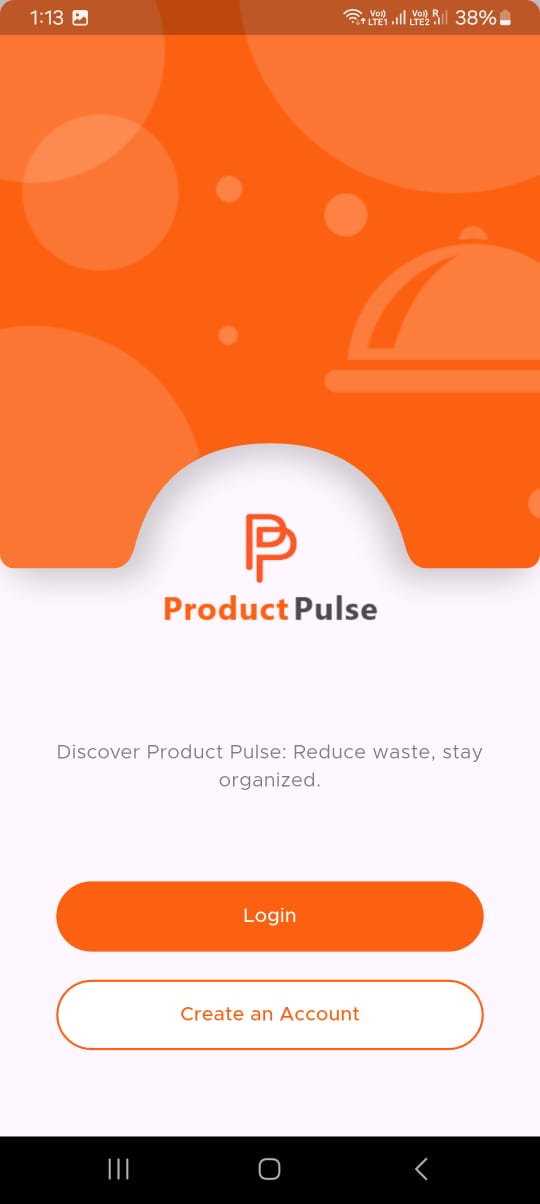 1:13 Vo) LTE1 Vo) LTE2 R 38%
Product Pulse
Discover Product Pulse: Reduce waste, stay
organized.
Login
Create an Account